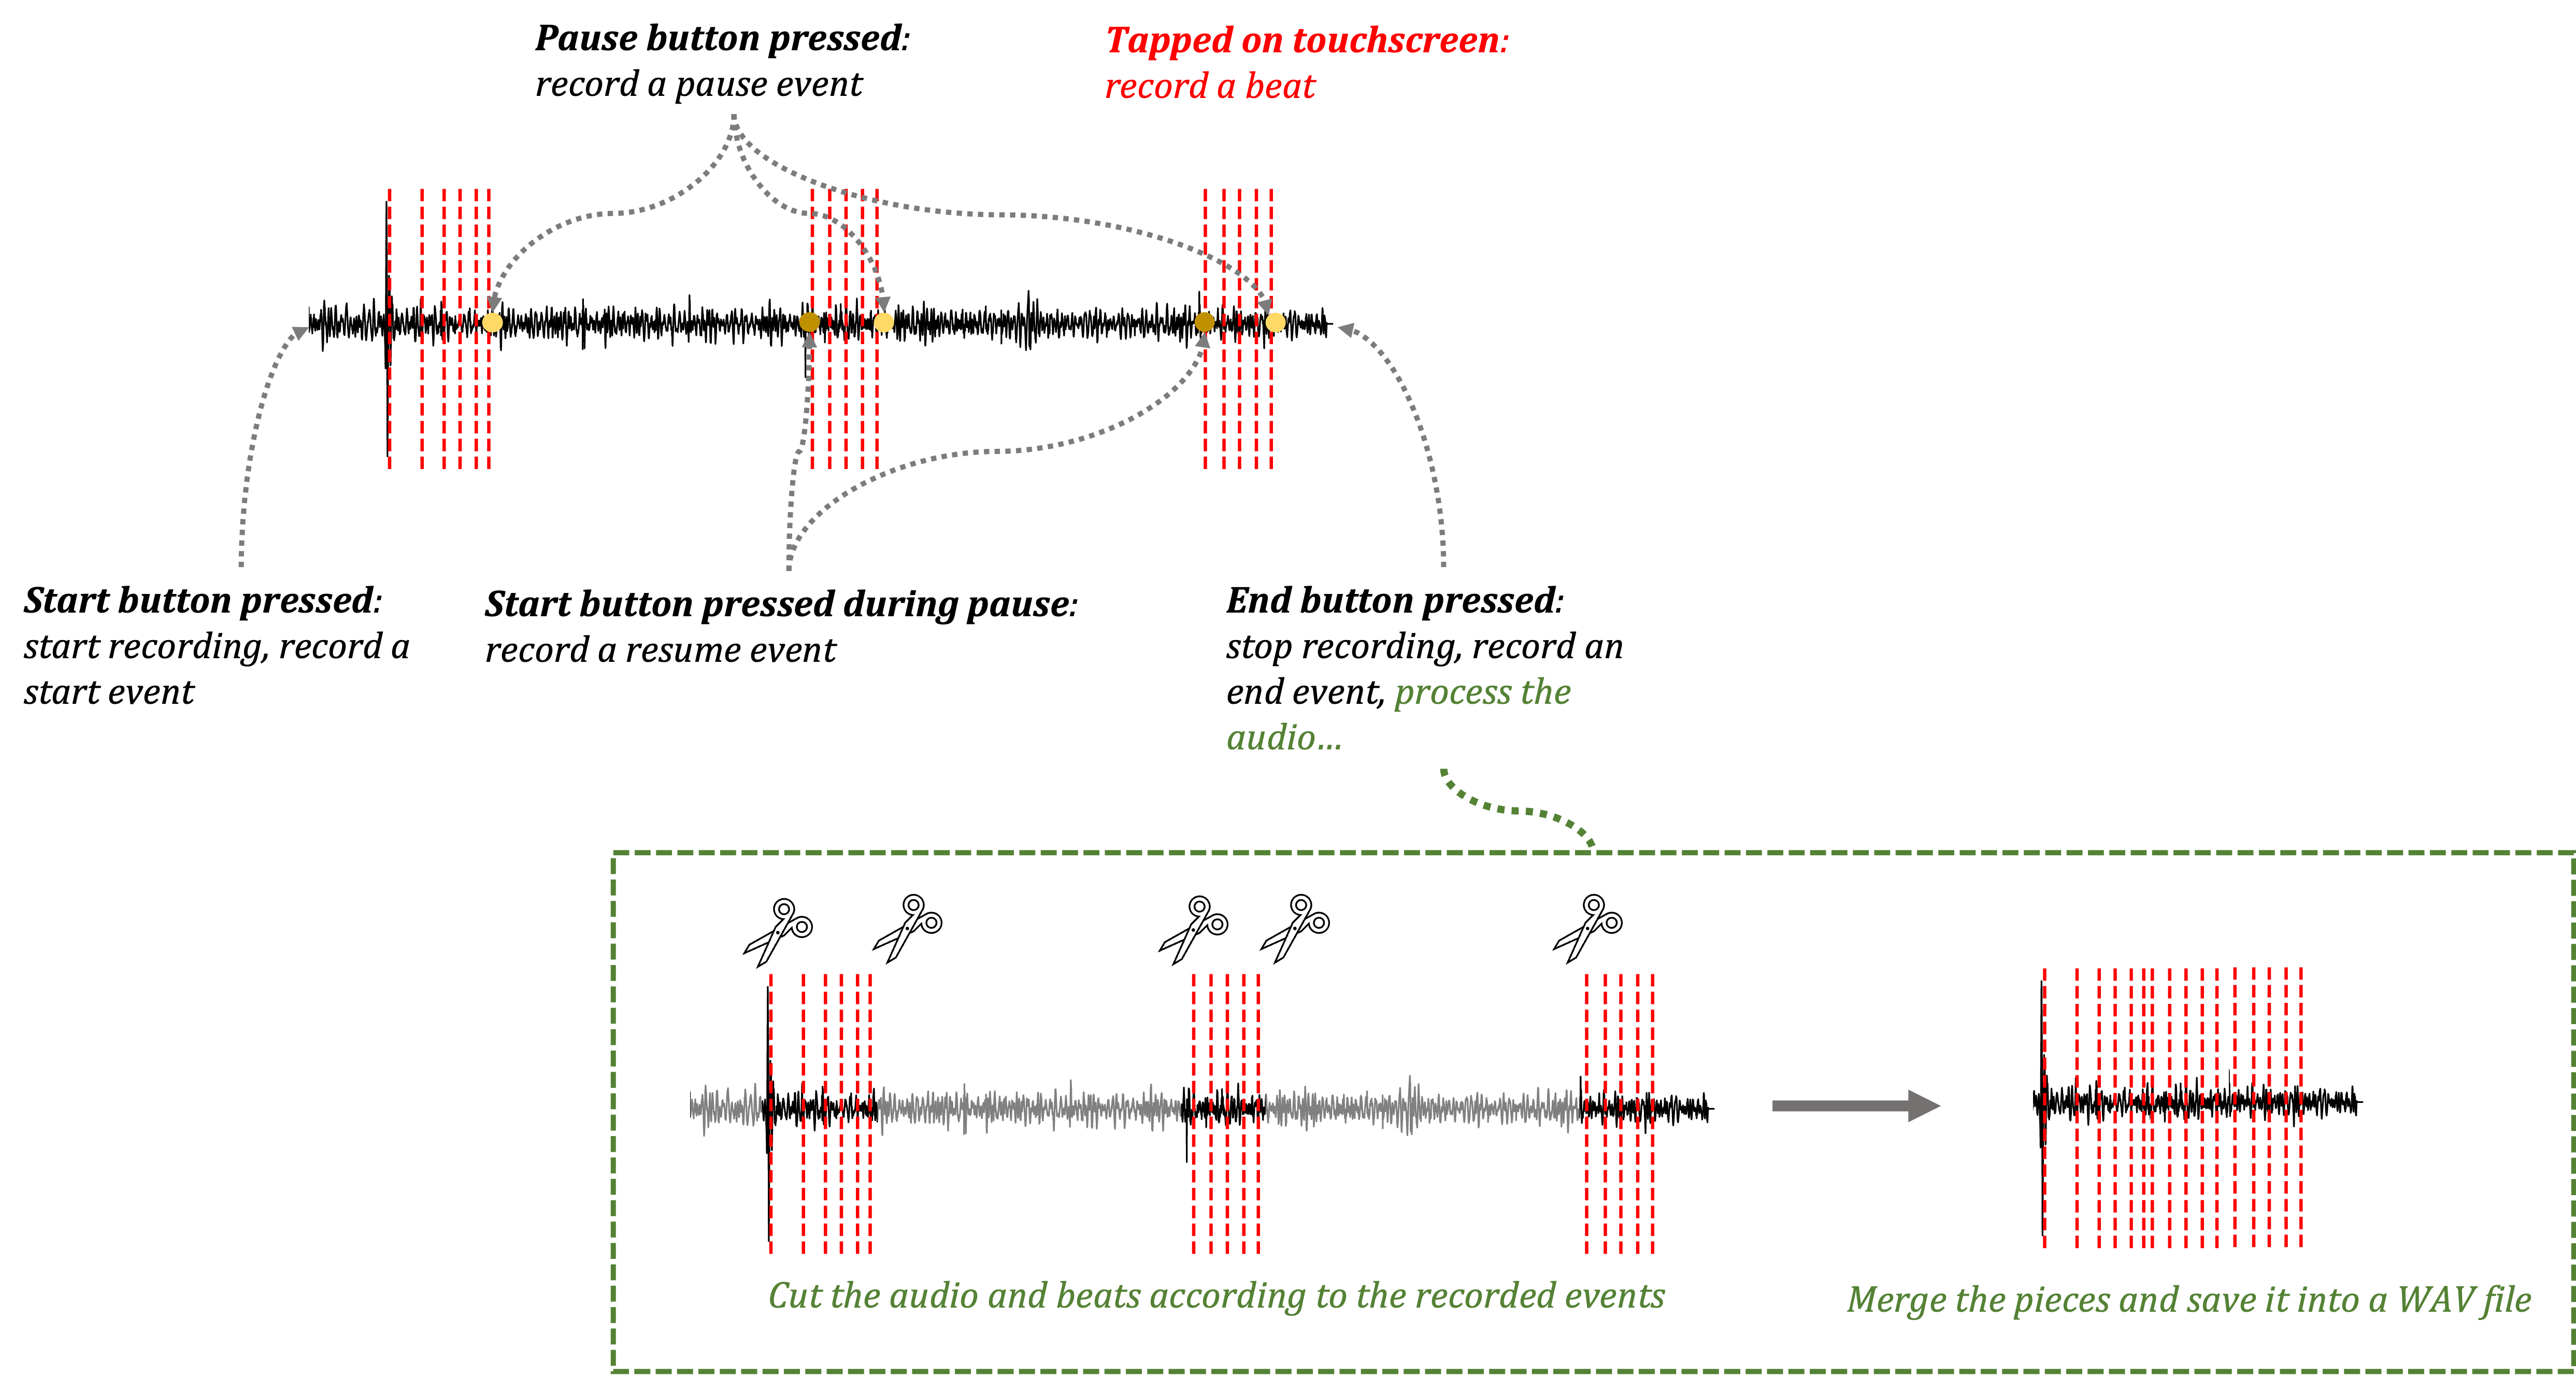 Pause button pressed:
record a pause event
Tapped on touchscreen:
record a beat
Start button pressed:
start recording, record a
start event
Start button pressed during pause:
record a resume event
End button pressed:
stop recording, record an
end event, process the
audio...
Cut the audio and beats according to the recorded events
Merge the pieces and save it into a WAV file